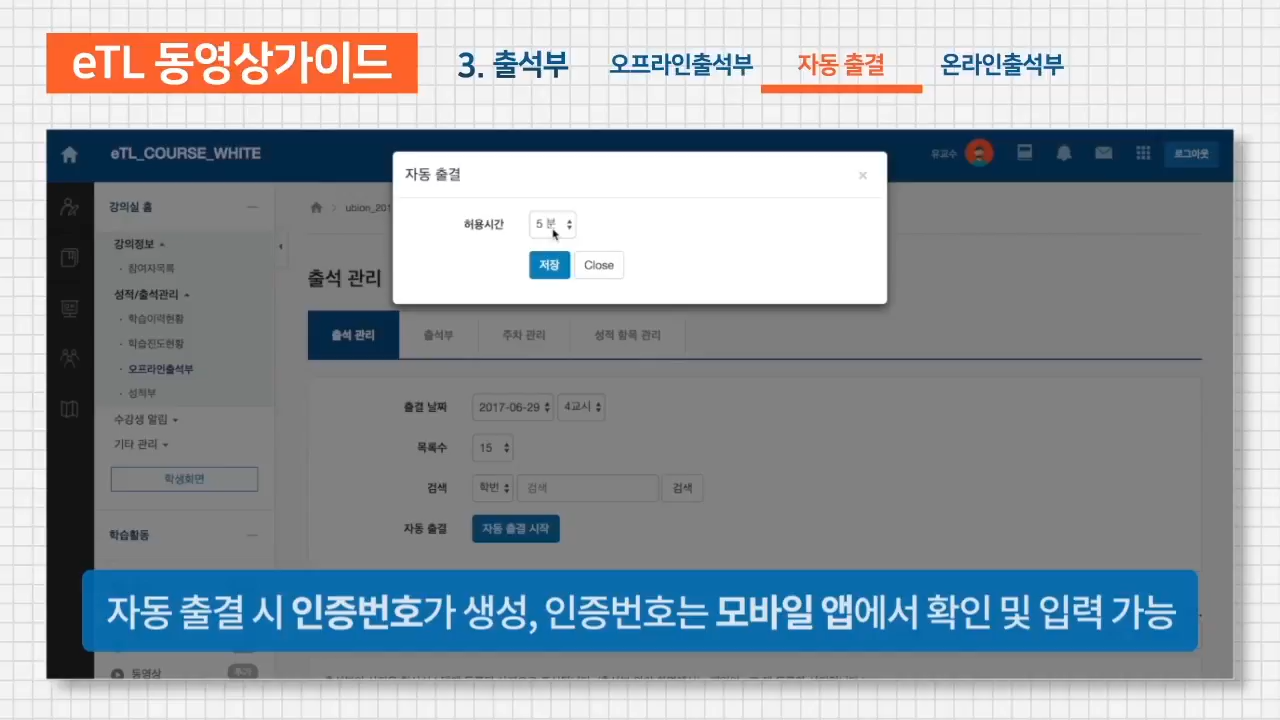 eTL 동영상가이드
3. 출석부
오프라인출석부
자동 출결
온라인출석부
eTL_COURSE_WHITE
유교수
로그아웃
자동 출결
×
허용시간
5 분
저장
Close
강의실 홈
강의정보
· 참여자목록
성적/출석관리
· 학습이력현황
· 학습진도현황
· 오프라인출석부
· 성적부
수강생 알림
기타 관리
학생화면
학습활동
동영상
추가
ubion_201
출석 관리
출석 관리
출석부
주차 관리
성적 항목 관리
출결 날짜
2017-06-29
4교시
목록수
15
검색
학번
검색
검색
자동 출결
자동 출결 시작
자동 출결 시 인증번호가 생성, 인증번호는 모바일 앱에서 확인 및 입력 가능